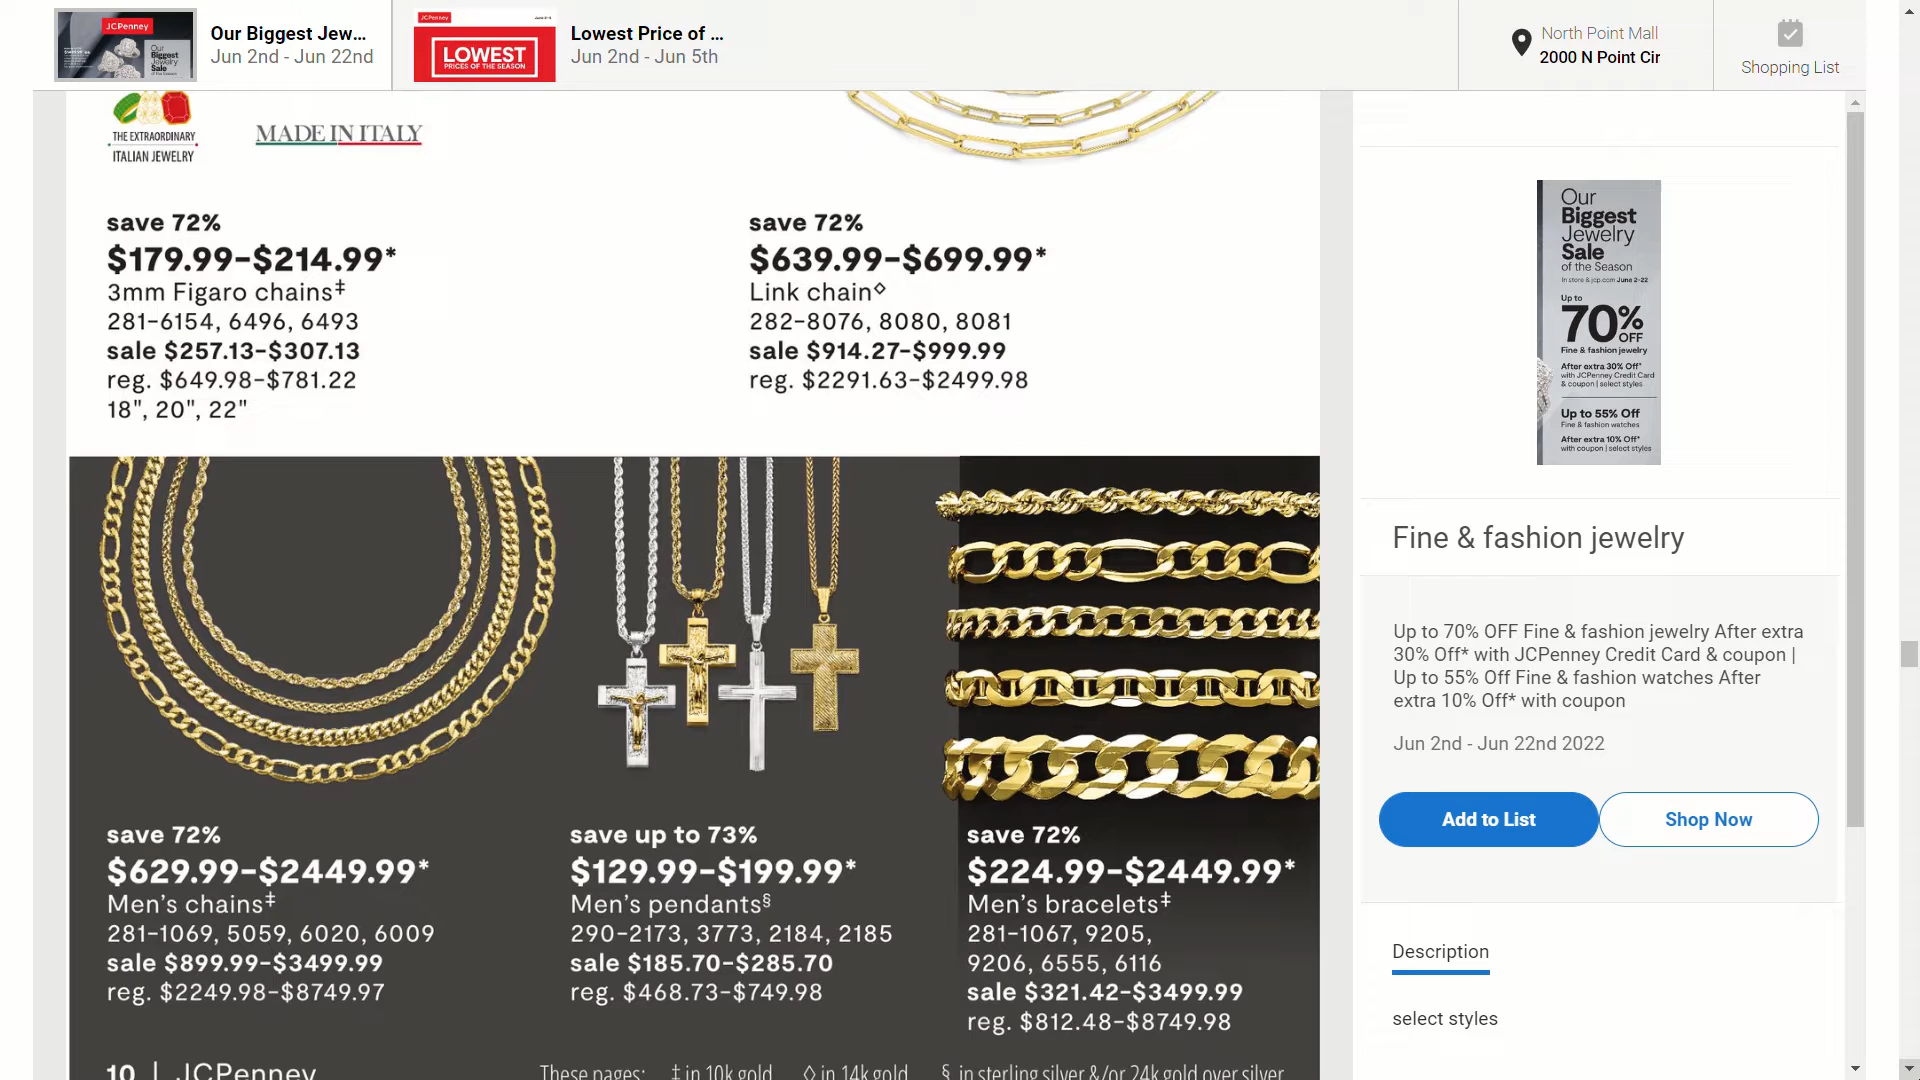 Our Biggest Jew...
Jun 2nd - Jun 22nd
Lowest Price of ...
Jun 2nd - Jun 5th
North Point Mall
2000 N Point Cir
Shopping List
JCPenney
Our
Biggest
Jewelry
Sale
of the Season
JCPenney
LOWEST
PRICES OF THE SEASON
THE EXTRAORDINARY
ITALIAN JEWELRY
MADE IN ITALY
save 72%
$179.99–$214.99*
3mm Figaro chains‡
281–6154, 6496, 6493
sale $257.13–$307.13
reg. $649.98–$781.22
18", 20", 22"
save 72%
$639.99–$699.99*
Link chain◊
282–8076, 8080, 8081
sale $914.27–$999.99
reg. $2291.63–$2499.98
save 72%
$629.99–$2449.99*
Men's chains‡
281–1069, 5059, 6020, 6009
sale $899.99–$3499.99
reg. $2249.98–$8749.97
save up to 73%
$129.99–$199.99*
Men's pendants§
290–2173, 3773, 2184, 2185
sale $185.70–$285.70
reg. $468.73–$749.98
save 72%
$224.99–$2449.99*
Men's bracelets‡
281–1067, 9205,
9206, 6555, 6116
sale $321.42–$3499.99
reg. $812.48–$8749.98
10 | JCPenney
These pages: ‡ in 10k gold ◊ in 14k gold § in sterling silver &/or 24k gold over silver
Our
Biggest
Jewelry
Sale
of the Season
In store & jcp.com June 2-22
Up to
70% OFF
Fine & fashion jewelry
After extra 30% Off*
with JCPenney Credit Card
& coupon | select styles
Up to 55% Off
Fine & fashion watches
After extra 10% Off*
with coupon | select styles
Fine & fashion jewelry
Up to 70% OFF Fine & fashion jewelry After extra
30% Off* with JCPenney Credit Card & coupon |
Up to 55% Off Fine & fashion watches After
extra 10% Off* with coupon
Jun 2nd - Jun 22nd 2022
Add to List
Shop Now
Description
select styles